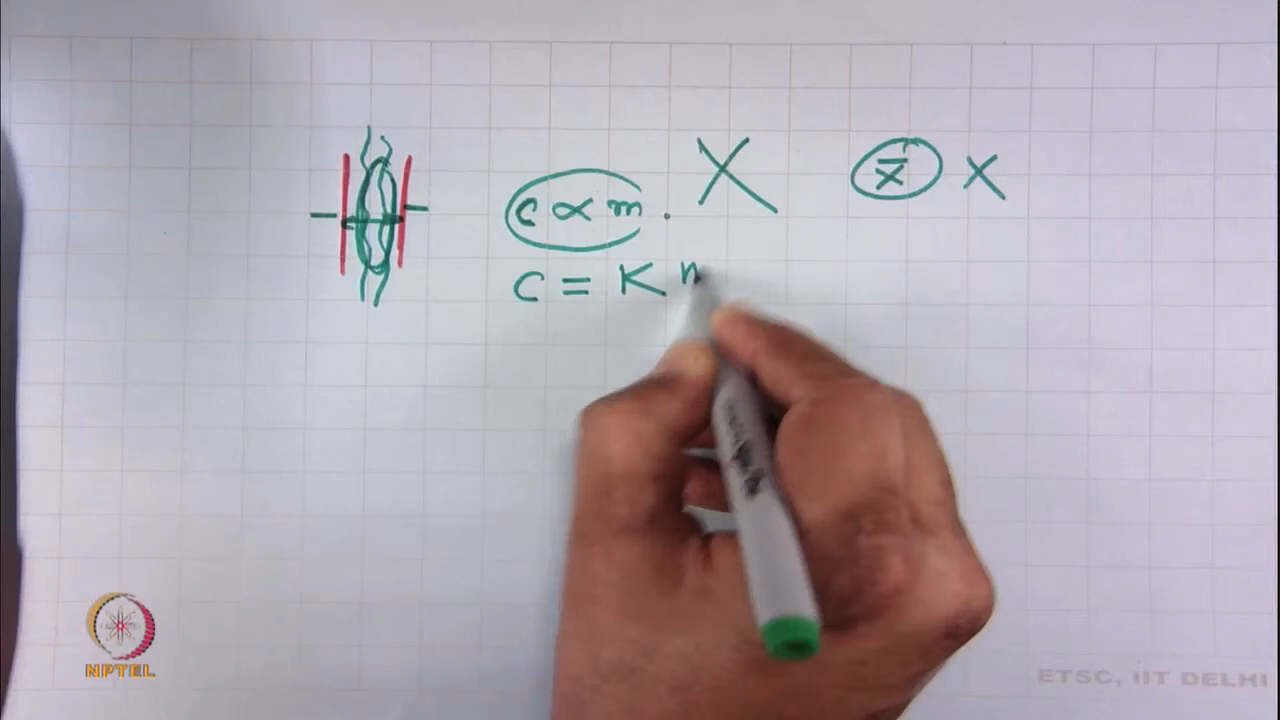 c ∝ m . X x̄ X
c = K m
NPTEL
ETSC, IIT DELHI